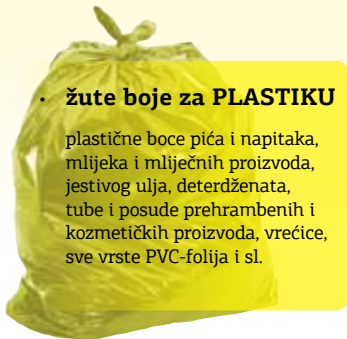 • žute boje za PLASTIKU
plastične boce pića i napitaka,
mlijeka i mliječnih proizvoda,
jestivog ulja, deterdženata,
tube i posude prehrambenih i
kozmetičkih proizvoda, vrećice,
sve vrste PVC-folija i sl.